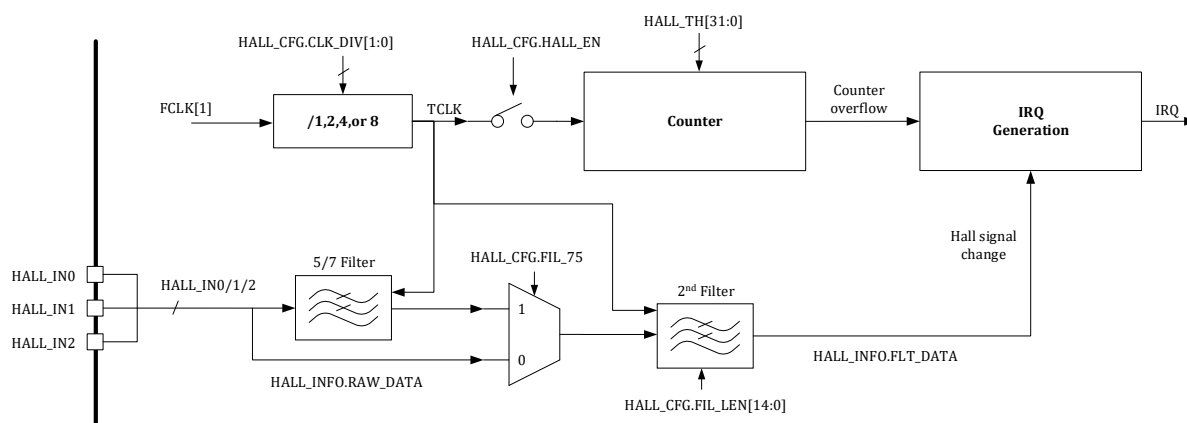 HALL_TH[31:0]
HALL_CFG.CLK_DIV[1:0]
HALL_CFG.HALL_EN
FCLK[1]
/1,2,4,or 8
TCLK
Counter
Counter
overflow
IRQ
Generation
IRQ
Hall signal
change
HALL_IN0
HALL_IN1
HALL_IN2
HALL_IN0/1/2
5/7 Filter
HALL_CFG.FIL_75
1
0
2nd Filter
HALL_INFO.RAW_DATA
HALL_INFO.FLT_DATA
HALL_CFG.FIL_LEN[14:0]